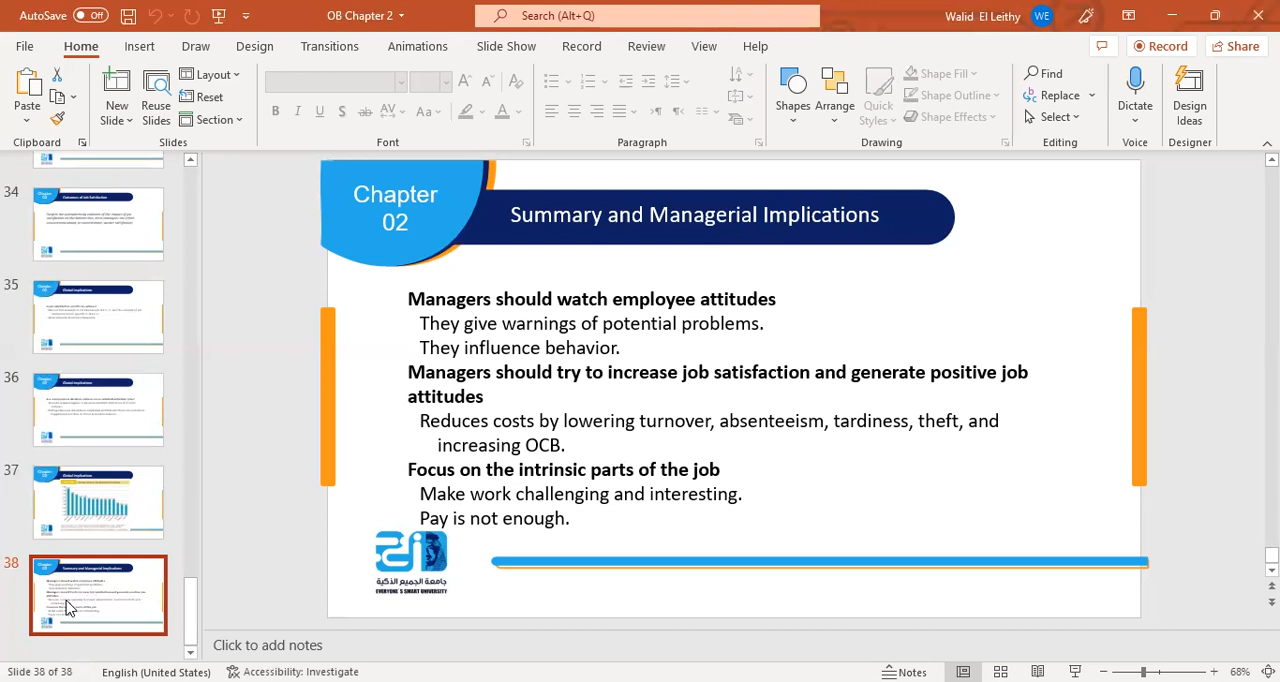 AutoSave Off OB Chapter 2 Search (Alt+Q) Walid El Leithy WE
File Home Insert Draw Design Transitions Animations Slide Show Record Review View Help Record Share
Paste New Slide Reuse Slides Layout Reset Section Shapes Arrange Quick Styles Shape Fill Shape Outline Shape Effects Find Replace Select Dictate Design Ideas
Clipboard Slides Font Paragraph Drawing Editing Voice Designer
34
35
36
37
38
Chapter
02
Summary and Managerial Implications
Managers should watch employee attitudes
They give warnings of potential problems.
They influence behavior.
Managers should try to increase job satisfaction and generate positive job
attitudes
Reduces costs by lowering turnover, absenteeism, tardiness, theft, and
increasing OCB.
Focus on the intrinsic parts of the job
Make work challenging and interesting.
Pay is not enough.
جامعة الجميع الذكية
EVERYONE'S SMART UNIVERSITY
Click to add notes
Slide 38 of 38 English (United States) Accessibility: Investigate Notes 68%